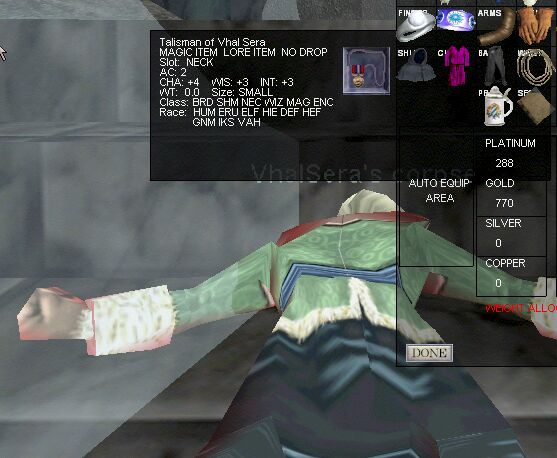 FINGER
ARMS
Talisman of Vhal Sera
MAGIC ITEM LORE ITEM NO DROP
Slot: NECK
AC: 2
CHA: +4 WIS: +3 INT: +3
WT: 0.0 Size: SMALL
Class: BRD SHM NEC WIZ MAG ENC
Race: HUM ERU ELF HIE DEF HEF
GNM IKS VAH
VhalSera's corpse
AUTO EQUIP
AREA
PLATINUM
288
GOLD
770
SILVER
0
COPPER
0
WEIGHT ALLO
DONE